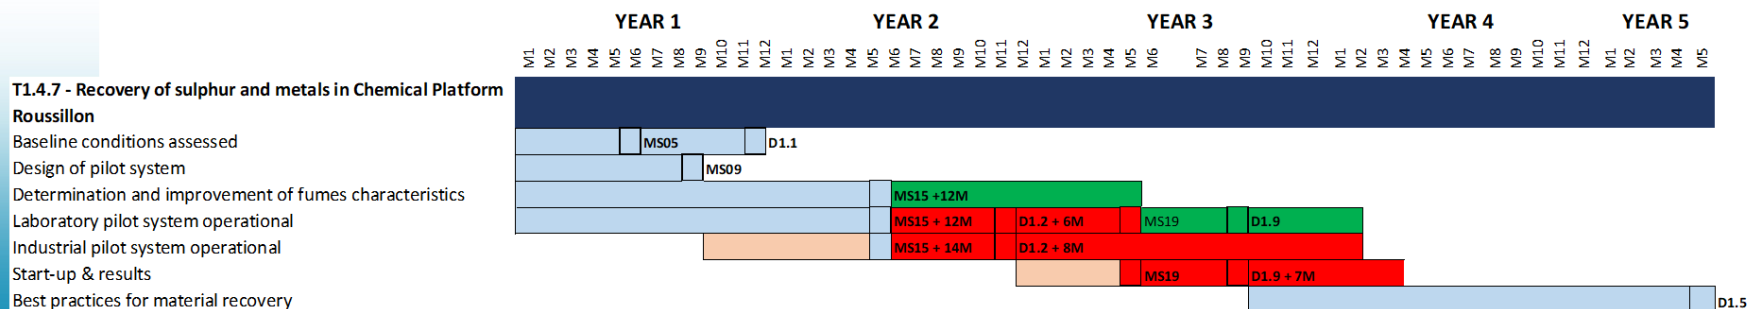 YEAR 1 YEAR 2 YEAR 3 YEAR 4 YEAR 5
M1 M2 M3 M4 M5 M6 M7 M8 M9 M10 M11 M12 M1 M2 M3 M4 M5 M6 M7 M8 M9 M10 M11 M12 M1 M2 M3 M4 M5 M6 M7 M8 M9 M10 M11 M12 M1 M2 M3 M4 M5 M6 M7 M8 M9 M10 M11 M12 M1 M2 M3 M4 M5
T1.4.7 - Recovery of sulphur and metals in Chemical Platform
Roussillon
Baseline conditions assessed MS05 D1.1
Design of pilot system MS09
Determination and improvement of fumes characteristics MS15 +12M
Laboratory pilot system operational MS15 + 12M D1.2 + 6M MS19 D1.9
Industrial pilot system operational MS15 + 14M D1.2 + 8M
Start-up & results MS19 D1.9 + 7M
Best practices for material recovery D1.5